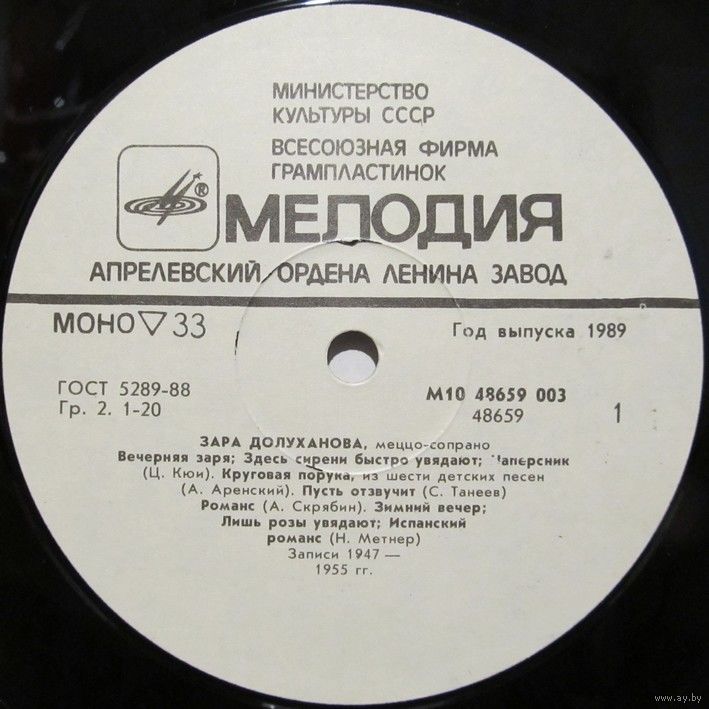 МИНИСТЕРСТВО
КУЛЬТУРЫ СССР
ВСЕСОЮЗНАЯ ФИРМА
ГРАМПЛАСТИНОК
®
МЕЛОДИЯ
АПРЕЛЕВСКИЙ ОРДЕНА ЛЕНИНА ЗАВОД
МОНО ▽ 33
Год выпуска 1989
ГОСТ 5289-88
Гр. 2. 1-20
М10 48659 003
48659
1
ЗАРА ДОЛУХАНОВА, меццо-сопрано
Вечерняя заря; Здесь сирени быстро увядают; Наперсник
(Ц. Кюи). Круговая порука, из шести детских песен
(А. Аренский). Пусть отзвучит (С. Танеев)
Романс (А. Скрябин). Зимний вечер;
Лишь розы увядают; Испанский
романс (Н. Метнер)
Записи 1947 —
1955 гг.
www.ay.by